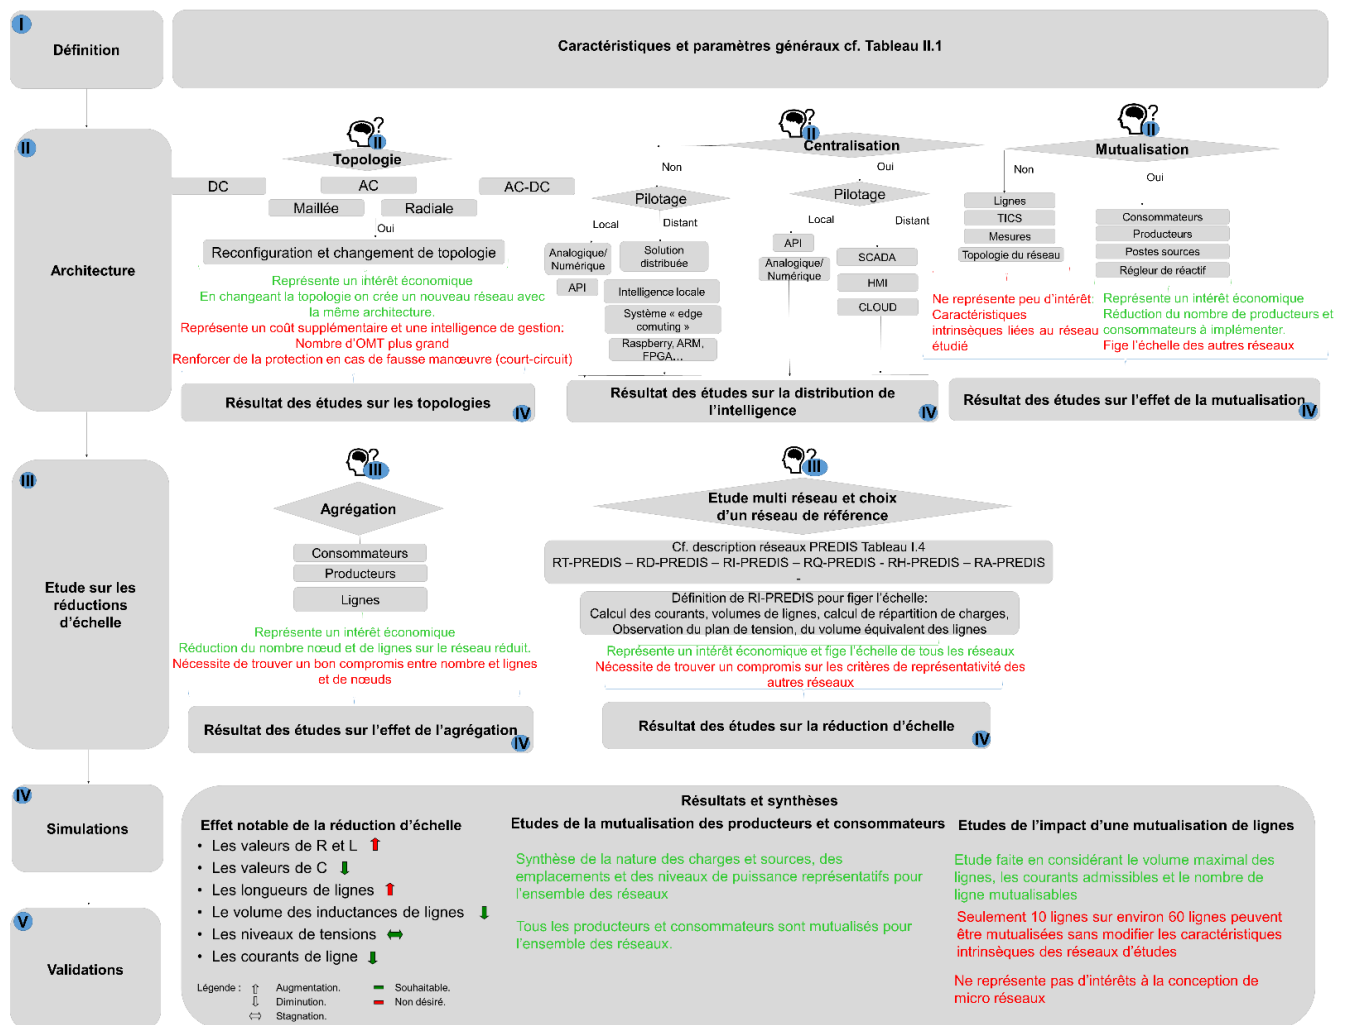 I
Définition
Caractéristiques et paramètres généraux cf. Tableau II.1
II
Architecture
?
II
Topologie
DC
AC
AC-DC
Maillée
Radiale
Oui
Reconfiguration et changement de topologie
Représente un intérêt économique
En changeant la topologie on crée un nouveau réseau avec
la même architecture.
Représente un coût supplémentaire et une intelligence de gestion:
Nombre d'OMT plus grand
Renforcer de la protection en cas de fausse manœuvre (court-circuit)
Résultat des études sur les topologies
IV
?
II
Centralisation
Non
Oui
Pilotage
Local
Distant
Analogique/
Numérique
API
Solution
distribuée
Intelligence locale
Système « edge
comuting »
Raspberry, ARM,
FPGA...
Pilotage
Local
Distant
API
Analogique/
Numérique
SCADA
HMI
CLOUD
Résultat des études sur la distribution de
l'intelligence
IV
?
II
Mutualisation
Non
Oui
Lignes
TICS
Mesures
Topologie du réseau
Consommateurs
Producteurs
Postes sources
Régleur de réactif
Ne représente peu d'intérêt:
Caractéristiques
intrinsèques liées au réseau
étudié
Représente un intérêt économique
Réduction du nombre de producteurs et
consommateurs à implémenter.
Fige l'échelle des autres réseaux
Résultat des études sur l'effet de la mutualisation
IV
III
Etude sur les
réductions
d'échelle
?
III
Agrégation
Consommateurs
Producteurs
Lignes
Représente un intérêt économique
Réduction du nombre nœud et de lignes sur le réseau réduit.
Nécessite de trouver un bon compromis entre nombre et lignes
et de nœuds
Résultat des études sur l'effet de l'agrégation
IV
?
III
Etude multi réseau et choix
d'un réseau de référence
Cf. description réseaux PREDIS Tableau I.4
RT-PREDIS – RD-PREDIS – RI-PREDIS – RQ-PREDIS - RH-PREDIS – RA-PREDIS
-
Définition de RI-PREDIS pour figer l'échelle:
Calcul des courants, volumes de lignes, calcul de répartition de charges,
Observation du plan de tension, du volume équivalent des lignes
Représente un intérêt économique et fige l'échelle de tous les réseaux
Nécessite de trouver un compromis sur les critères de représentativité des
autres réseaux
Résultat des études sur la réduction d'échelle
IV
IV
Simulations
V
Validations
Résultats et synthèses
Effet notable de la réduction d'échelle
• Les valeurs de R et L
• Les valeurs de C
• Les longueurs de lignes
• Le volume des inductances de lignes
• Les niveaux de tensions
• Les courants de ligne
Légende :
Augmentation.
Diminution.
Stagnation.
Souhaitable.
Non désiré.
Etudes de la mutualisation des producteurs et consommateurs
Synthèse de la nature des charges et sources, des
emplacements et des niveaux de puissance représentatifs pour
l'ensemble des réseaux
Tous les producteurs et consommateurs sont mutualisés pour
l'ensemble des réseaux.
Etudes de l'impact d'une mutualisation de lignes
Etude faite en considérant le volume maximal des
lignes, les courants admissibles et le nombre de
ligne mutualisables
Seulement 10 lignes sur environ 60 lignes peuvent
être mutualisées sans modifier les caractéristiques
intrinsèques des réseaux d'études
Ne représente pas d'intérêts à la conception de
micro réseaux